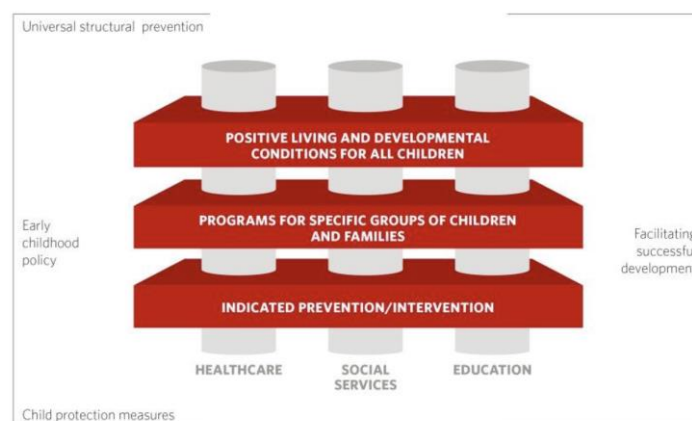 Universal structural prevention
POSITIVE LIVING AND DEVELOPMENTAL
CONDITIONS FOR ALL CHILDREN
PROGRAMS FOR SPECIFIC GROUPS OF CHILDREN
AND FAMILIES
Early
childhood
policy
Facilitating
successfu
developmen
INDICATED PREVENTION/INTERVENTION
HEALTHCARE
SOCIAL
SERVICES
EDUCATION
Child protection measures